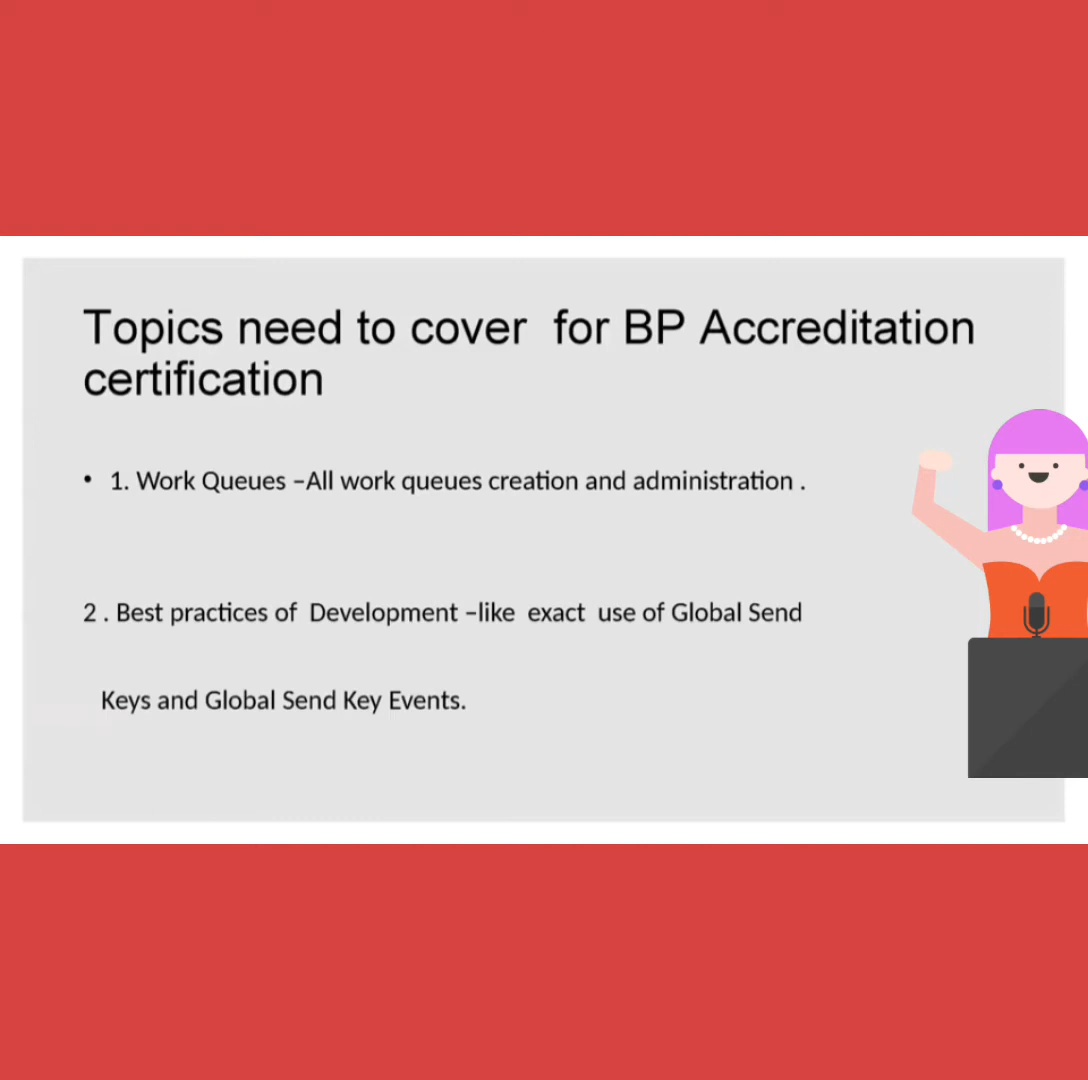 Topics need to cover  for BP Accreditation
certification
• 1. Work Queues –All work queues creation and administration .
2 . Best practices of  Development –like  exact  use of Global Send
Keys and Global Send Key Events.